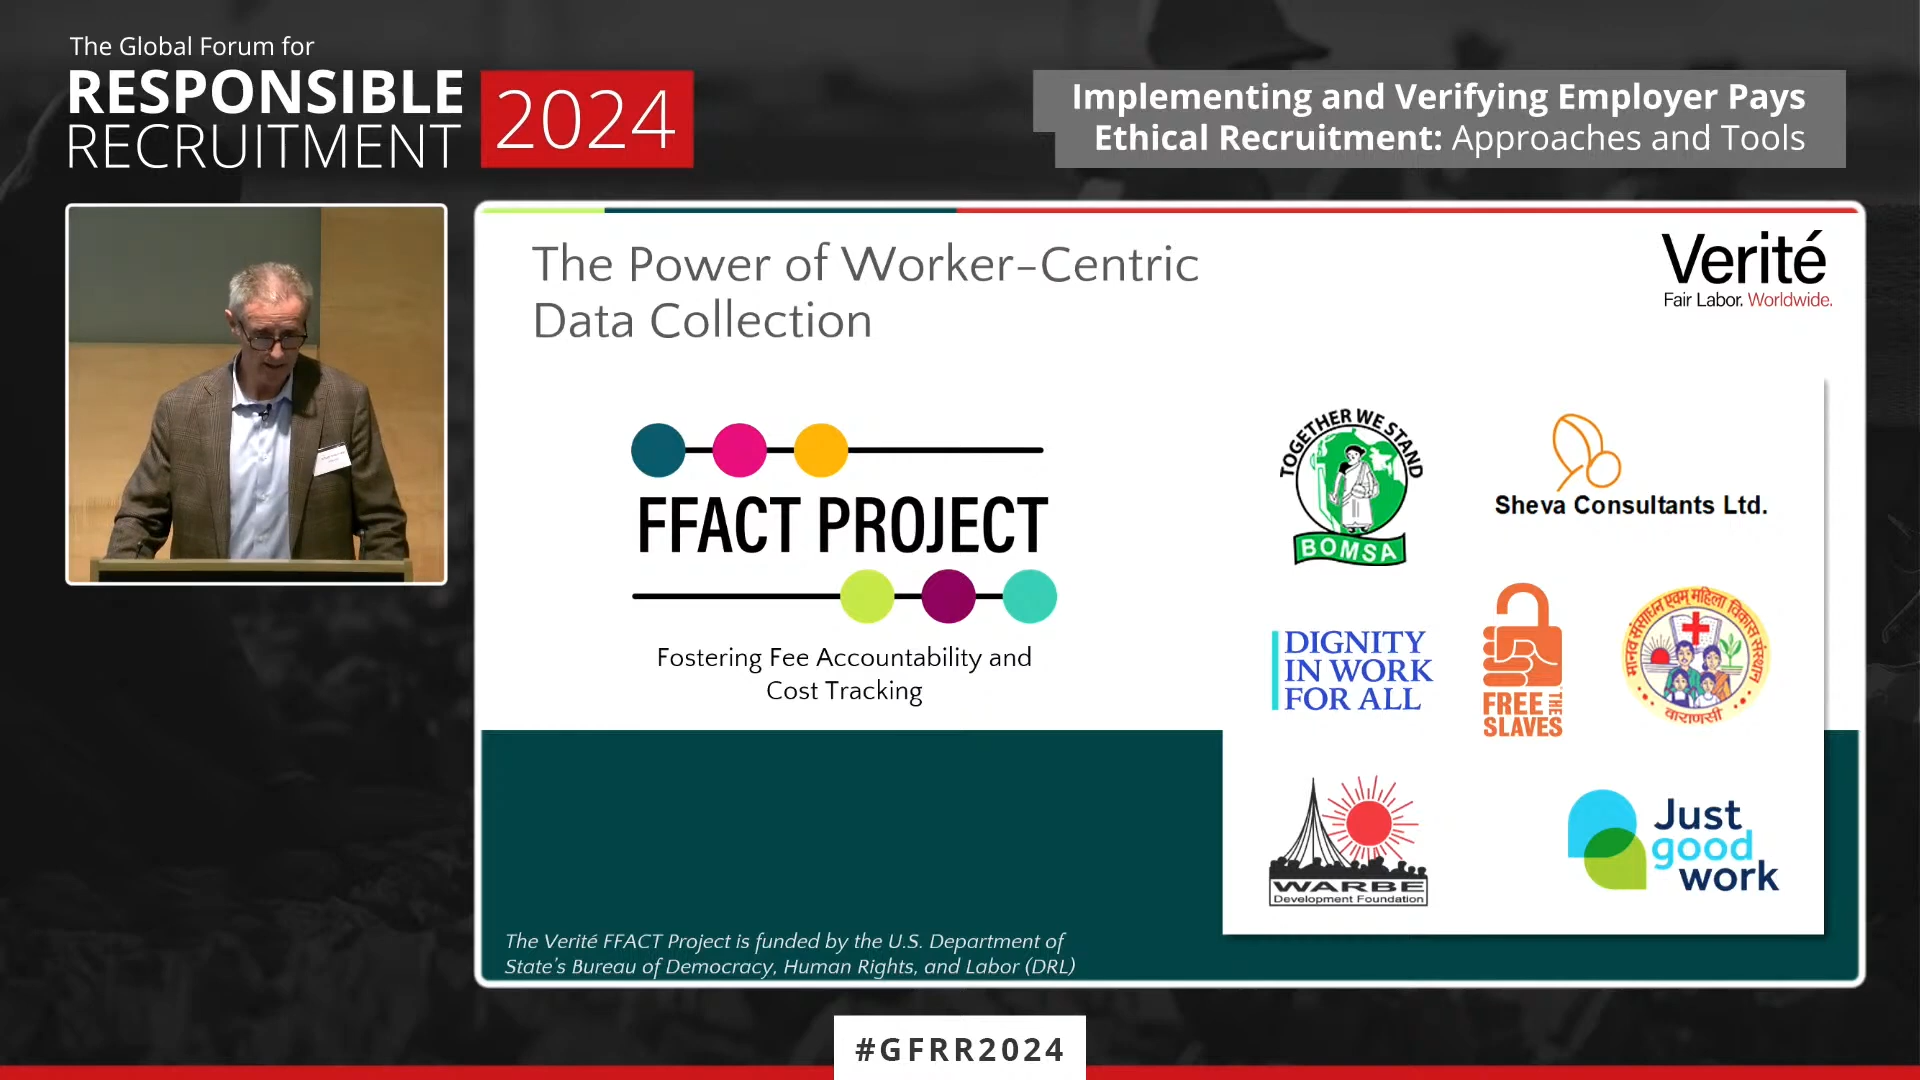 The Global Forum for
RESPONSIBLE
RECRUITMENT
2024
Implementing and Verifying Employer Pays
Ethical Recruitment: Approaches and Tools
The Power of Worker-Centric
Data Collection
Verité
Fair Labor. Worldwide.
FFACT PROJECT
Fostering Fee Accountability and
Cost Tracking
TOGETHER WE STAND
BOMSA
Sheva Consultants Ltd.
DIGNITY
IN WORK
FOR ALL
FREE THE
SLAVES
मानव संसाधन एवम् महिला विकास संस्थान
वाराणसी
WARBE
Development Foundation
Just
good
work
The Verité FFACT Project is funded by the U.S. Department of
State's Bureau of Democracy, Human Rights, and Labor (DRL)
#GFRR2024